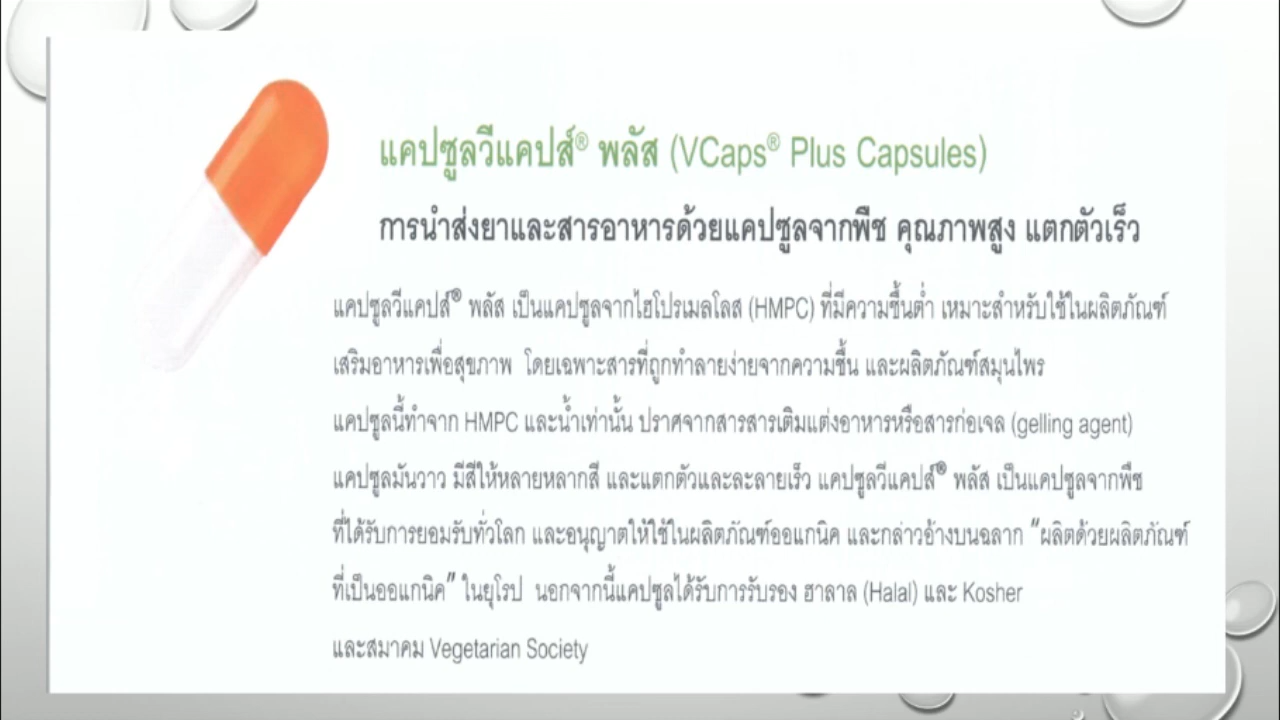 แคปซูลวีแคปส์® พลัส (VCaps® Plus Capsules)
การนำส่งยาและสารอาหารด้วยแคปซูลจากพืช คุณภาพสูง แตกตัวเร็ว
แคปซูลวีแคปส์® พลัส เป็นแคปซูลจากไฮโปรเมลโลส (HMPC) ที่มีความชื้นต่ำ เหมาะสำหรับใช้ในผลิตภัณฑ์
เสริมอาหารเพื่อสุขภาพ โดยเฉพาะสารที่ถูกทำลายง่ายจากความชื้น และผลิตภัณฑ์สมุนไพร
แคปซูลนี้ทำจาก HMPC และน้ำเท่านั้น ปราศจากสารสารเติมแต่งอาหารหรือสารก่อเจล (gelling agent)
แคปซูลมันวาว มีสีให้หลายหลากสี และแตกตัวและละลายเร็ว แคปซูลวีแคปส์® พลัส เป็นแคปซูลจากพืช
ที่ได้รับการยอมรับทั่วโลก และอนุญาตให้ใช้ในผลิตภัณฑ์ออแกนิค และกล่าวอ้างบนฉลาก "ผลิตด้วยผลิตภัณฑ์
ที่เป็นออแกนิค" ในยุโรป นอกจากนี้แคปซูลได้รับการรับรอง ฮาลาล (Halal) และ Kosher
และสมาคม Vegetarian Society